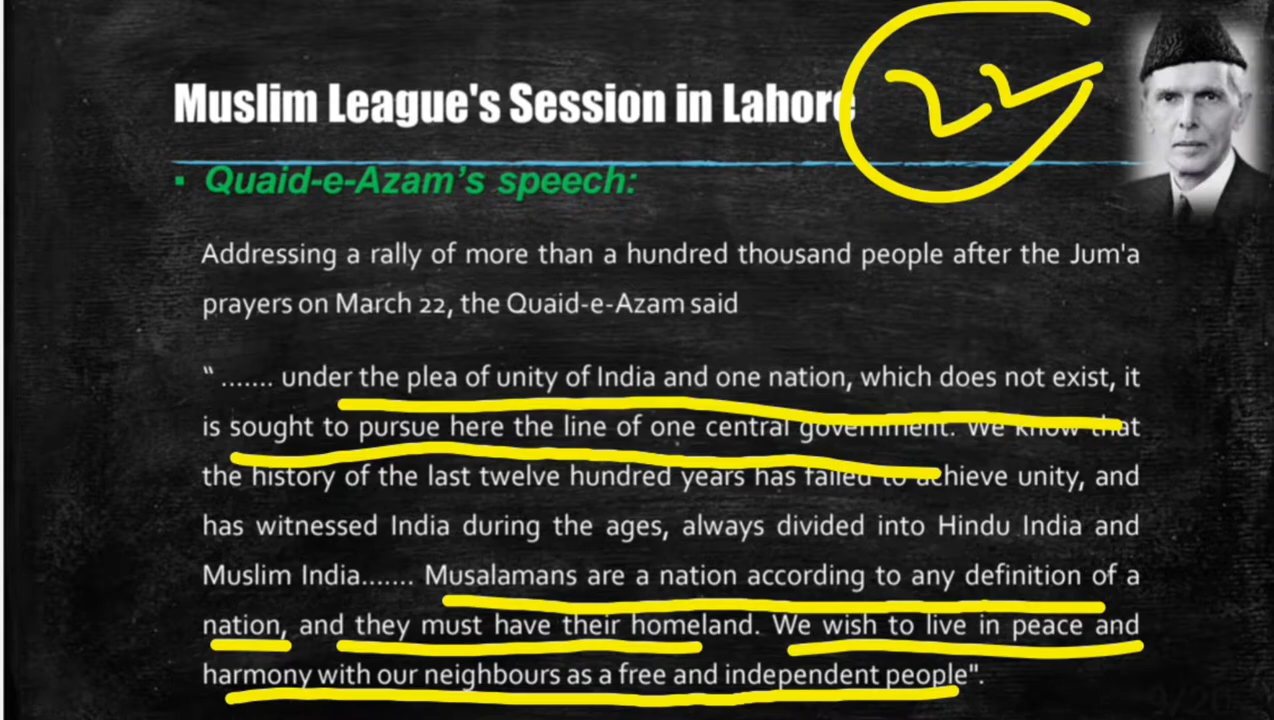 Muslim League's Session in Lahore
22
▪ Quaid-e-Azam's speech:
Addressing a rally of more than a hundred thousand people after the Jum'a
prayers on March 22, the Quaid-e-Azam said
“ ....... under the plea of unity of India and one nation, which does not exist, it
is sought to pursue here the line of one central government. We know that
the history of the last twelve hundred years has failed to achieve unity, and
has witnessed India during the ages, always divided into Hindu India and
Muslim India....... Musalamans are a nation according to any definition of a
nation, and they must have their homeland. We wish to live in peace and
harmony with our neighbours as a free and independent people".